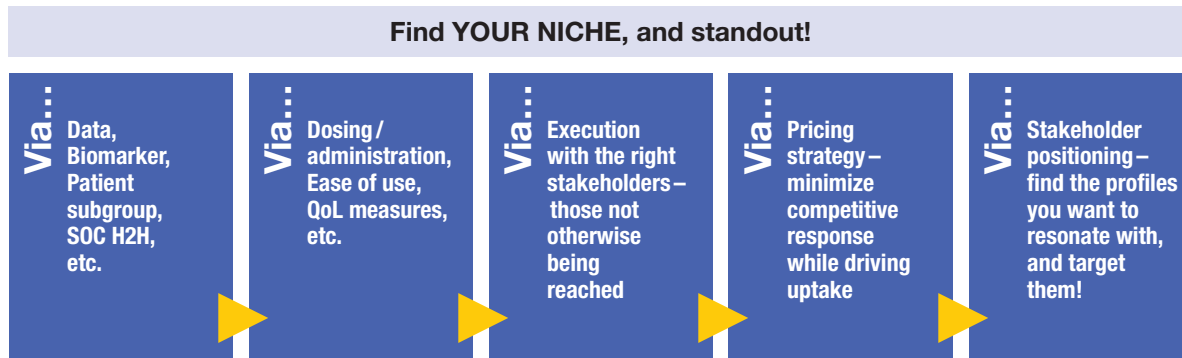 Find YOUR NICHE, and standout!
Via...
Data,
Biomarker,
Patient
subgroup,
SOC H2H,
etc.
Via...
Dosing /
administration,
Ease of use,
QoL measures,
etc.
Via...
Execution
with the right
stakeholders–
those not
otherwise
being
reached
Via...
Pricing
strategy–
minimize
competitive
response
while driving
uptake
Via...
Stakeholder
positioning–
find the profiles
you want to
resonate with,
and target
them!